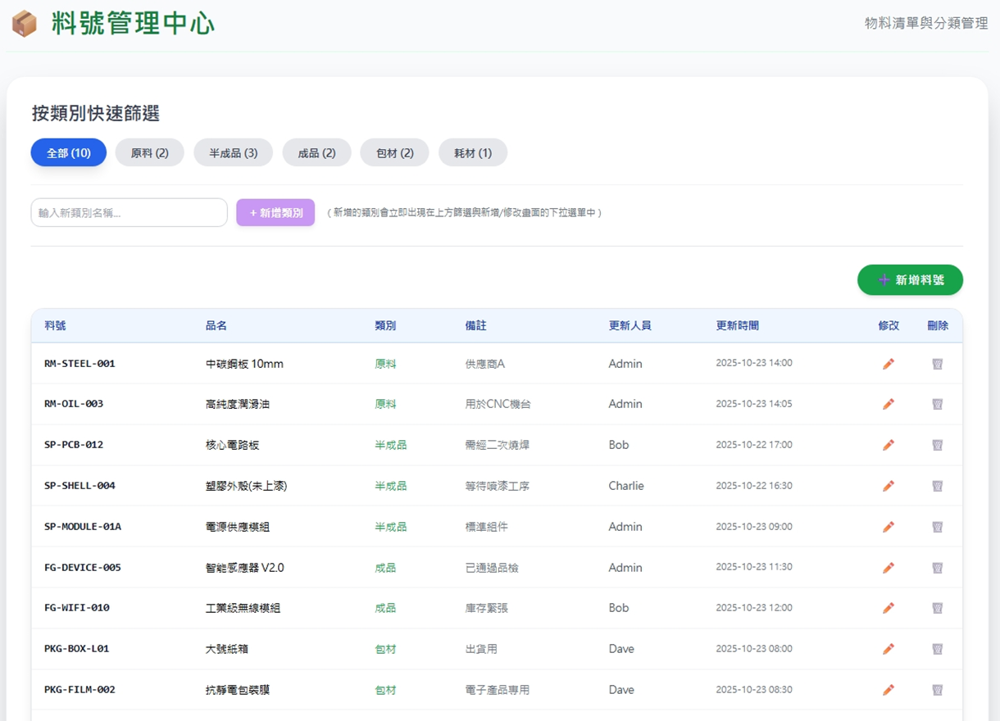 料號管理中心
物料清單與分類管理
按類別快速篩選
全部 (10) 原料 (2) 半成品 (3) 成品 (2) 包材 (2) 耗材 (1)
輸入新類別名稱... + 新增類別 ( 新增的類別會立即出現在上方篩選與新增/修改畫面的下拉選單中 )
+ 新增料號
料號 品名 類別 備註 更新人員 更新時間 修改 刪除
RM-STEEL-001 中碳鋼板 10mm 原料 供應商A Admin 2025-10-23 14:00
RM-OIL-003 高純度潤滑油 原料 用於CNC機台 Admin 2025-10-23 14:05
SP-PCB-012 核心電路板 半成品 需經二次燒焊 Bob 2025-10-22 17:00
SP-SHELL-004 塑膠外殼(未上漆) 半成品 等待噴漆工序 Charlie 2025-10-22 16:30
SP-MODULE-01A 電源供應模組 半成品 標準組件 Admin 2025-10-23 09:00
FG-DEVICE-005 智能感應器 V2.0 成品 已通過品檢 Admin 2025-10-23 11:30
FG-WIFI-010 工業級無線模組 成品 庫存緊張 Bob 2025-10-23 12:00
PKG-BOX-L01 大號紙箱 包材 出貨用 Dave 2025-10-23 08:00
PKG-FILM-002 抗靜電包裝膜 包材 電子產品專用 Dave 2025-10-23 08:30